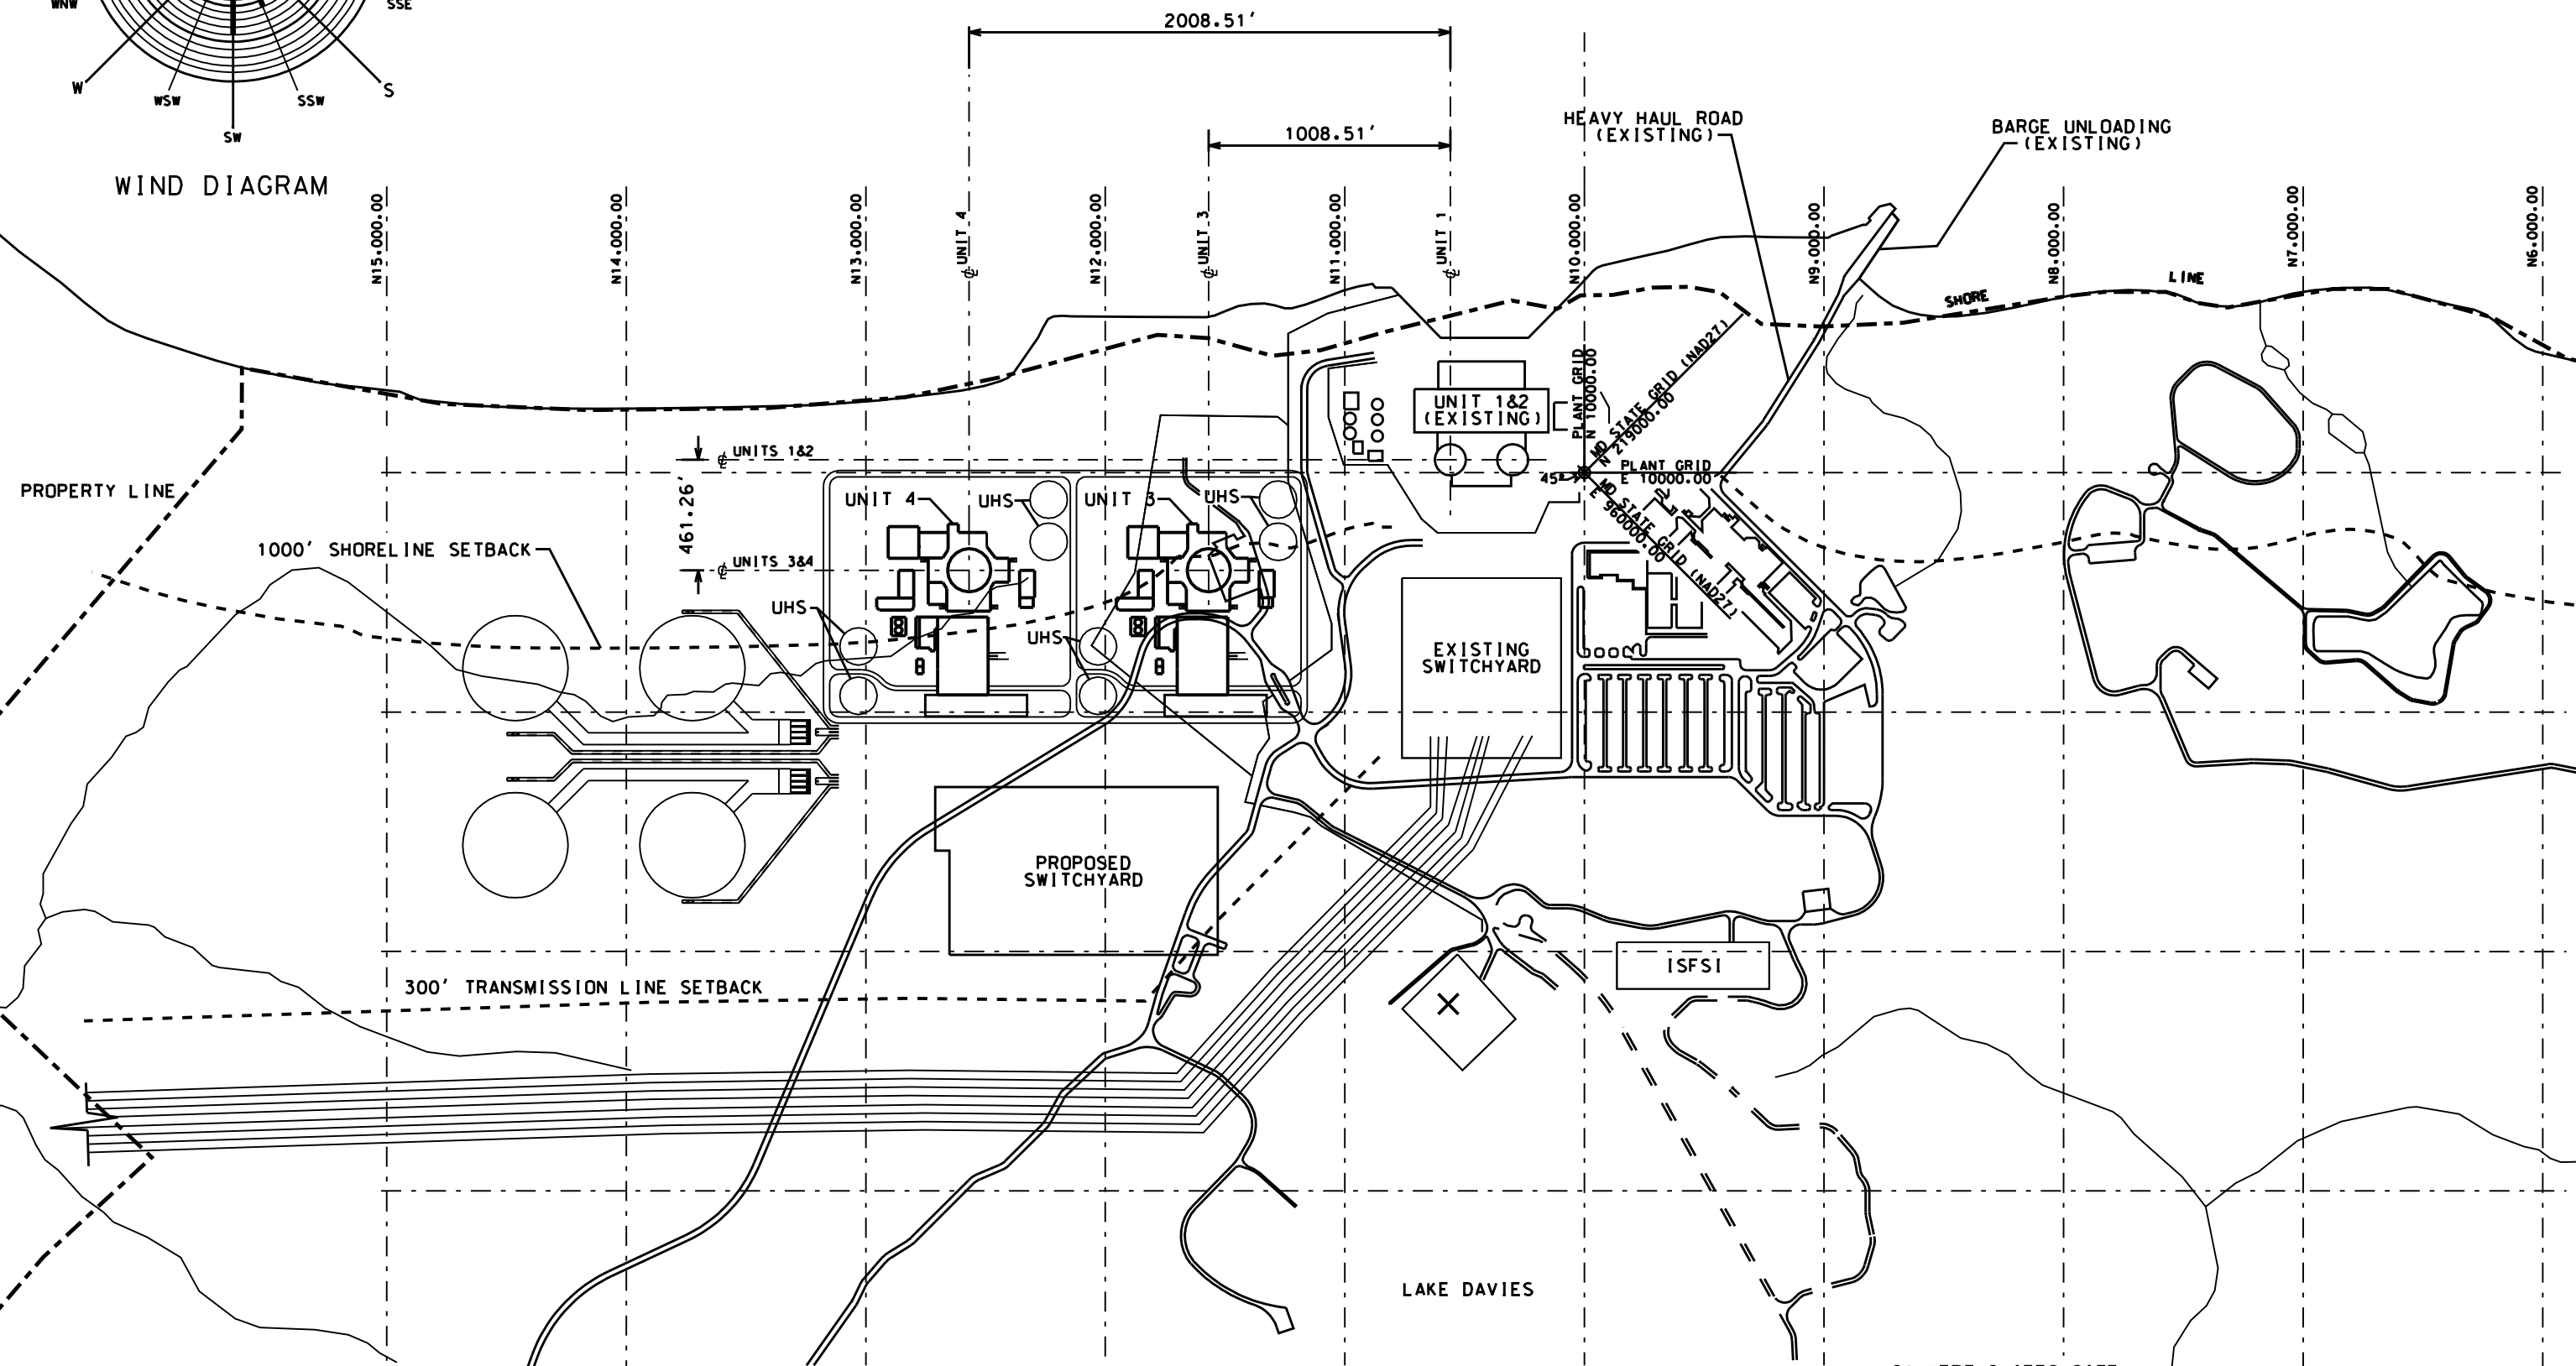 WNW
SSE
W
WSW
SSW
S
SW
WIND DIAGRAM
2008.51'
1008.51'
HEAVY HAUL ROAD
(EXISTING)
BARGE UNLOADING
(EXISTING)
N15.000.00
N14.000.00
N13.000.00
℄ UNIT 4
N12.000.00
℄ UNIT 3
N11.000.00
℄ UNIT 1
N10.000.00
N9.000.00
N8.000.00
N7.000.00
N6.000.00
SHORE LINE
PROPERTY LINE
1000' SHORELINE SETBACK
461.26'
℄ UNITS 1&2
℄ UNITS 3&4
UNIT 4
UHS
UNIT 3
UHS
UHS
UHS
UNIT 1&2
(EXISTING)
PLANT GRID
N 10000.00
MD STATE GRID (NAD27)
N 219000.00
PLANT GRID
E 10000.00
45°
MD STATE GRID (NAD27)
E 960000.00
EXISTING
SWITCHYARD
PROPOSED
SWITCHYARD
300' TRANSMISSION LINE SETBACK
ISFSI
LAKE DAVIES